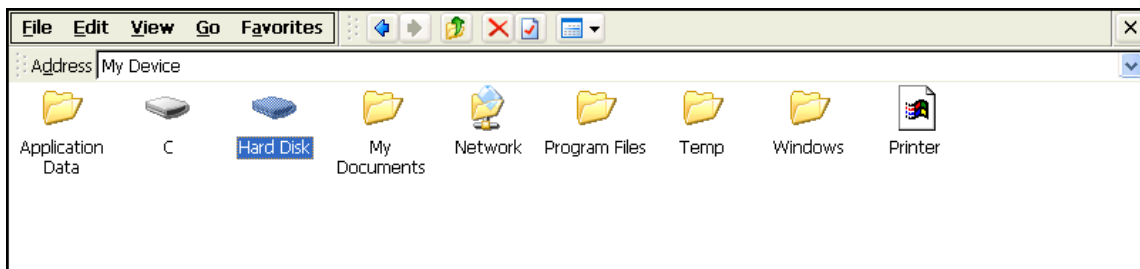 File Edit View Go Favorites
Address My Device
Application Data C Hard Disk My Documents Network Program Files Temp Windows Printer